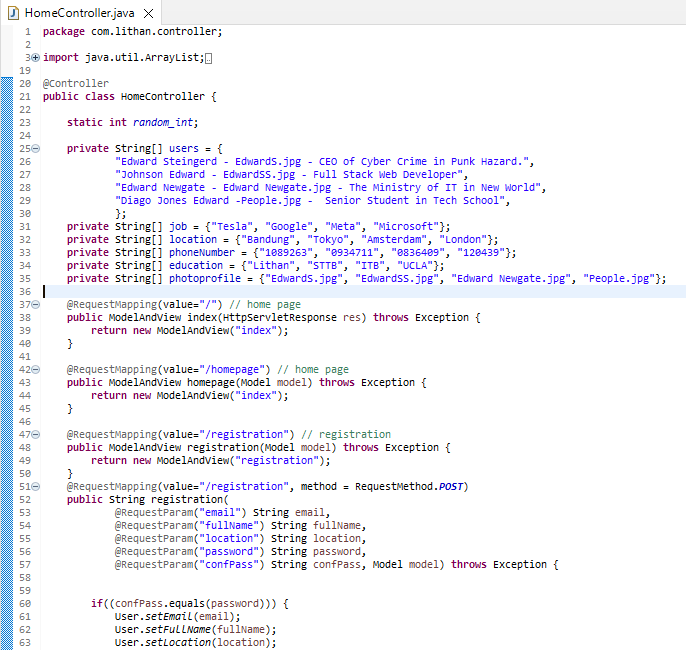 HomeController.java
1 package com.lithan.controller;
2
3 import java.util.ArrayList;
19
20 @Controller
21 public class HomeController {
22
23 static int random_int;
24
25 private String[] users = {
26 "Edward Steingerd - EdwardS.jpg - CEO of Cyber Crime in Punk Hazard.",
27 "Johnson Edward - EdwardSS.jpg - Full Stack Web Developer",
28 "Edward Newgate - Edward Newgate.jpg - The Ministry of IT in New World",
29 "Diago Jones Edward -People.jpg -  Senior Student in Tech School",
30 };
31 private String[] job = {"Tesla", "Google", "Meta", "Microsoft"};
32 private String[] location = {"Bandung", "Tokyo", "Amsterdam", "London"};
33 private String[] phoneNumber = {"1089263", "0934711", "0836409", "120439"};
34 private String[] education = {"Lithan", "STTB", "ITB", "UCLA"};
35 private String[] photoprofile = {"EdwardS.jpg", "EdwardSS.jpg", "Edward Newgate.jpg", "People.jpg"};
36
37 @RequestMapping(value="/") // home page
38 public ModelAndView index(HttpServletResponse res) throws Exception {
39 return new ModelAndView("index");
40 }
41
42 @RequestMapping(value="/homepage") // home page
43 public ModelAndView homepage(Model model) throws Exception {
44 return new ModelAndView("index");
45 }
46
47 @RequestMapping(value="/registration") // registration
48 public ModelAndView registration(Model model) throws Exception {
49 return new ModelAndView("registration");
50 }
51 @RequestMapping(value="/registration", method = RequestMethod.POST)
52 public String registration(
53 @RequestParam("email") String email,
54 @RequestParam("fullName") String fullName,
55 @RequestParam("location") String location,
56 @RequestParam("password") String password,
57 @RequestParam("confPass") String confPass, Model model) throws Exception {
58
59
60 if((confPass.equals(password))) {
61 User.setEmail(email);
62 User.setFullName(fullName);
63 User.setLocation(location);